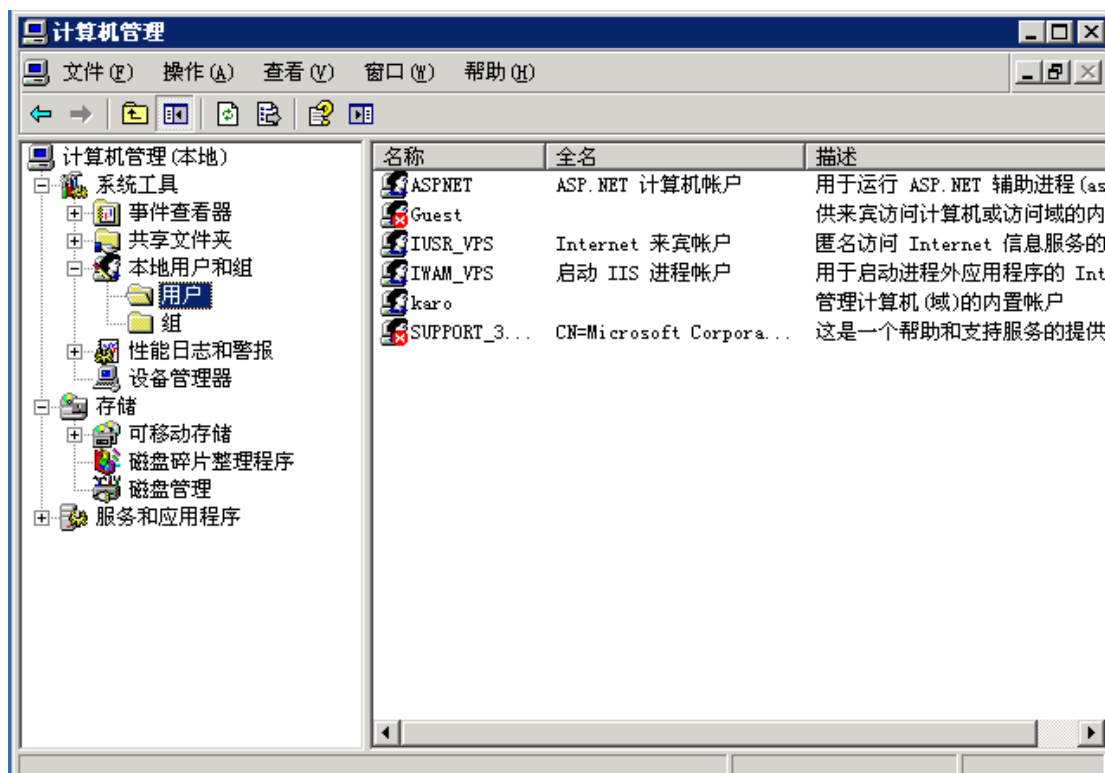 计算机管理
文件(F) 操作(A) 查看(V) 窗口(W) 帮助(H)
计算机管理(本地)
系统工具
事件查看器
共享文件夹
本地用户和组
用户
组
性能日志和警报
设备管理器
存储
可移动存储
磁盘碎片整理程序
磁盘管理
服务和应用程序
名称 全名 描述
ASPNET ASP.NET 计算机帐户 用于运行 ASP.NET 辅助进程(as
Guest 供来宾访问计算机或访问域的内
IUSR_VPS Internet 来宾帐户 匿名访问 Internet 信息服务的
IWAM_VPS 启动 IIS 进程帐户 用于启动进程外应用程序的 Int
karo 管理计算机(域)的内置帐户
SUPPORT_3... CN=Microsoft Corpora... 这是一个帮助和支持服务的提供